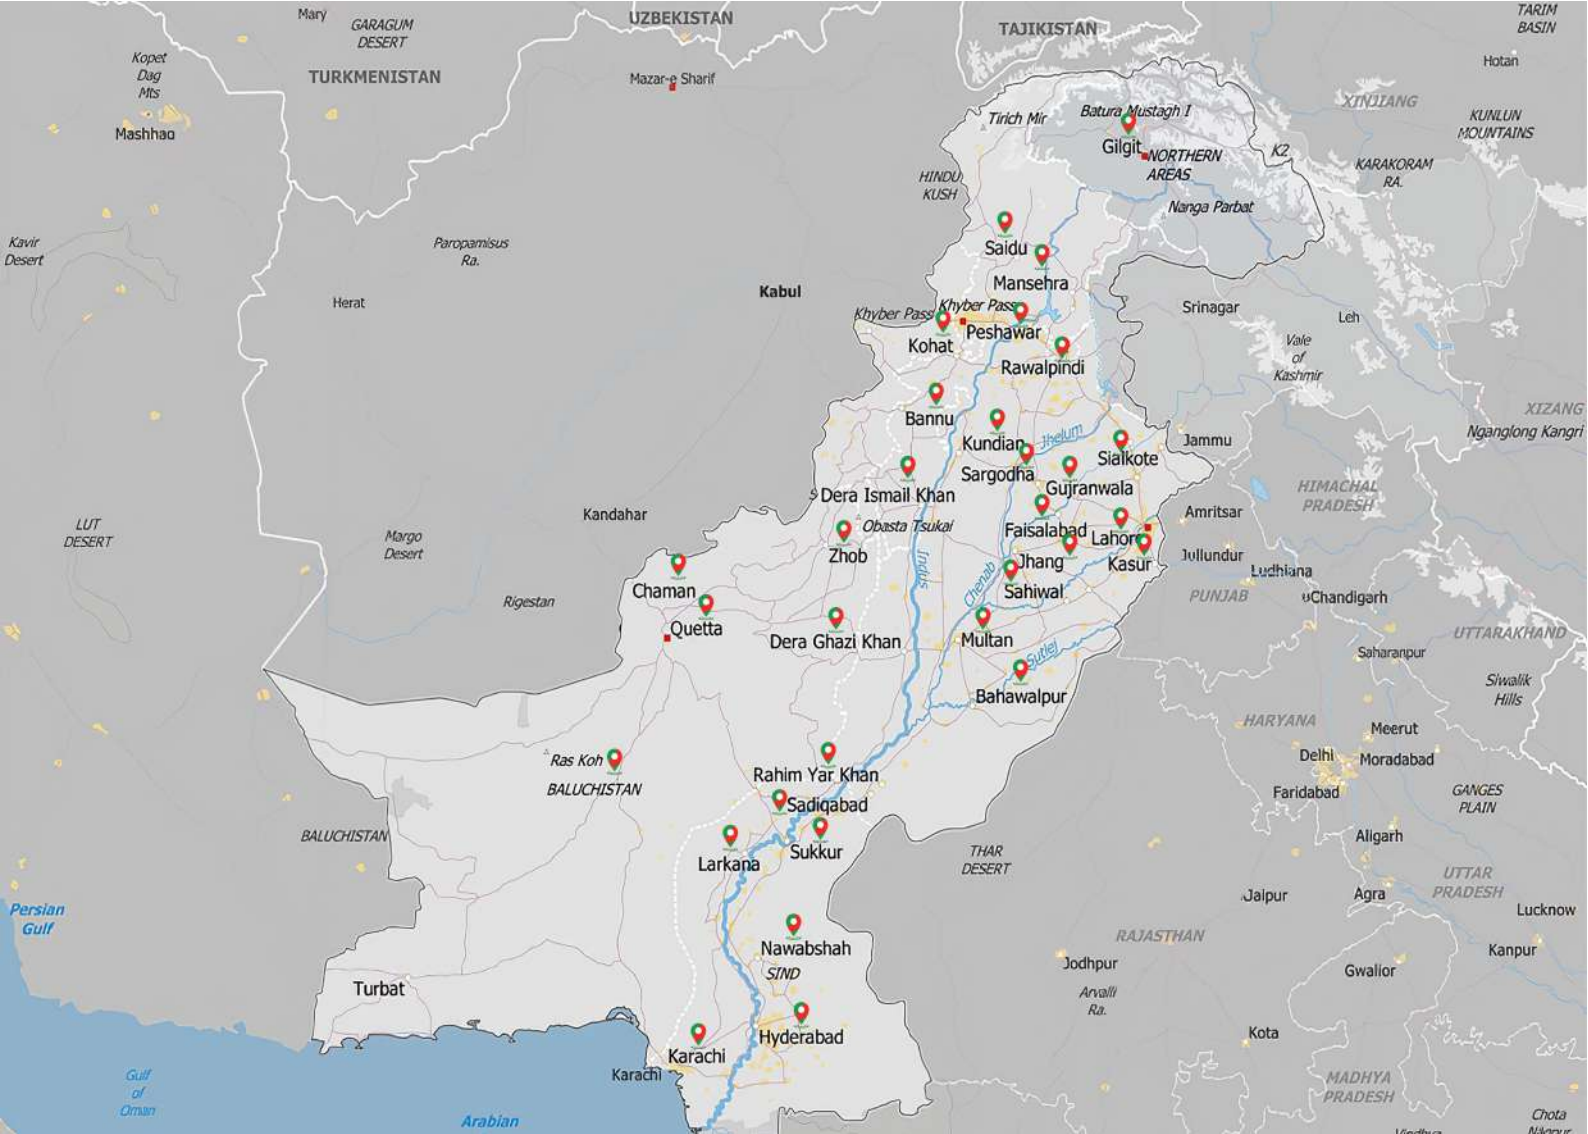 Mary
GARAGUM
DESERT
UZBEKISTAN
TAJIKISTAN
TARIM
BASIN
Kopet
Dag
Mts
TURKMENISTAN
Mazar-e Sharif
Hotan
Mashhad
Tirich Mir
Batura Mustagh I
XINJIANG
KUNLUN
MOUNTAINS
Gilgit
NORTHERN
AREAS
K2
KARAKORAM
RA.
HINDU
KUSH
Nanga Parbat
Kavir
Desert
Paropamisus
Ra.
Saidu
Mansehra
Herat
Kabul
Khyber Pass
Khyber Pass
Peshawar
Kohat
Rawalpindi
Srinagar
Leh
Vale
of
Kashmir
Bannu
Kundian
Jhelum
Sialkote
Jammu
XIZANG
Nganglong Kangri
Sargodha
Gujranwala
Dera Ismail Khan
HIMACHAL
PRADESH
Kandahar
Obasta Tsukai
Faisalabad
Lahore
Amritsar
LUT
DESERT
Margo
Desert
Zhob
Indus
Jhang
Kasur
Jullundur
Ludhiana
Chaman
Chenab
Sahiwal
PUNJAB
Chandigarh
Rigestan
Quetta
Dera Ghazi Khan
Multan
Sutlej
UTTARAKHAND
Saharanpur
Bahawalpur
Siwalik
Hills
HARYANA
Meerut
Ras Koh
BALUCHISTAN
Rahim Yar Khan
Delhi
Moradabad
Faridabad
GANGES
PLAIN
Sadiqabad
BALUCHISTAN
Larkana
Sukkur
THAR
DESERT
Aligarh
UTTAR
PRADESH
Jaipur
Agra
Persian
Gulf
Lucknow
Nawabshah
SIND
RAJASTHAN
Kanpur
Turbat
Jodhpur
Gwalior
Arvalli
Ra.
Hyderabad
Kota
Karachi
Karachi
Gulf
of
Oman
MADHYA
PRADESH
Arabian
Chota